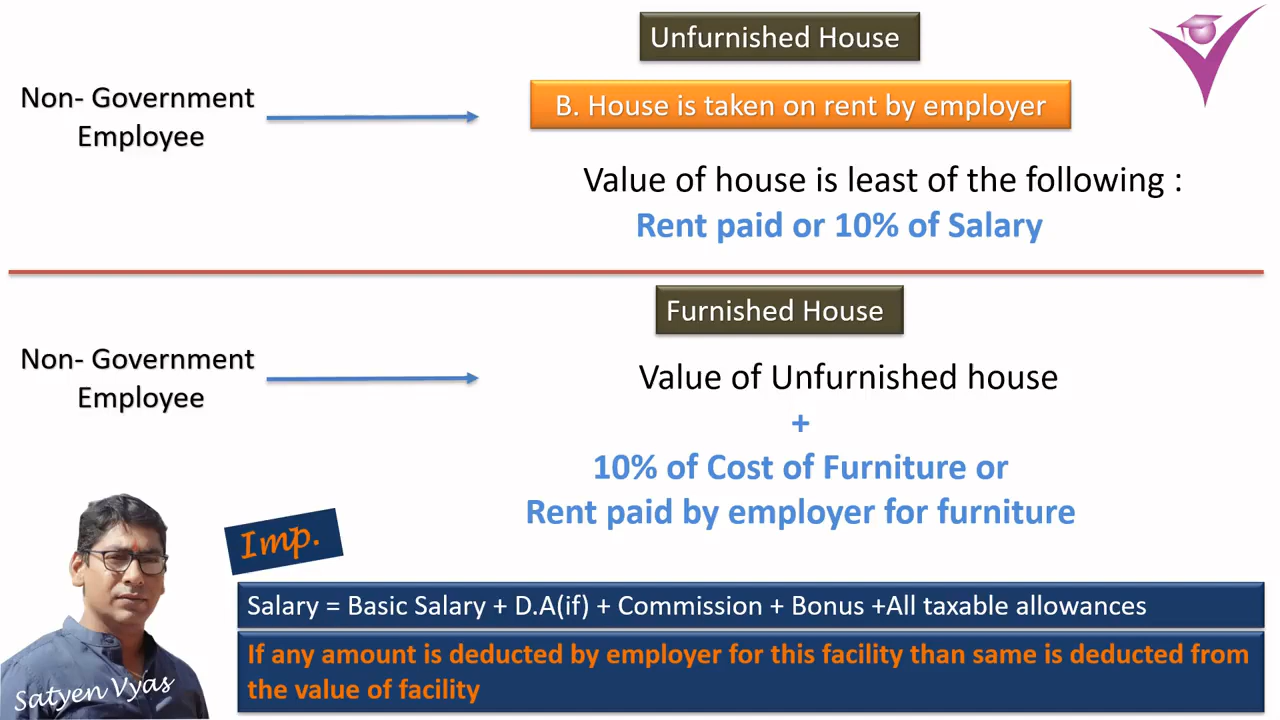 Unfurnished House
Non- Government
Employee
B. House is taken on rent by employer
Value of house is least of the following :
Rent paid or 10% of Salary
Furnished House
Non- Government
Employee
Value of Unfurnished house
+
10% of Cost of Furniture or
Rent paid by employer for furniture
Imp.
Salary = Basic Salary + D.A(if) + Commission + Bonus +All taxable allowances
If any amount is deducted by employer for this facility than same is deducted from
the value of facility
Satyen Vyas